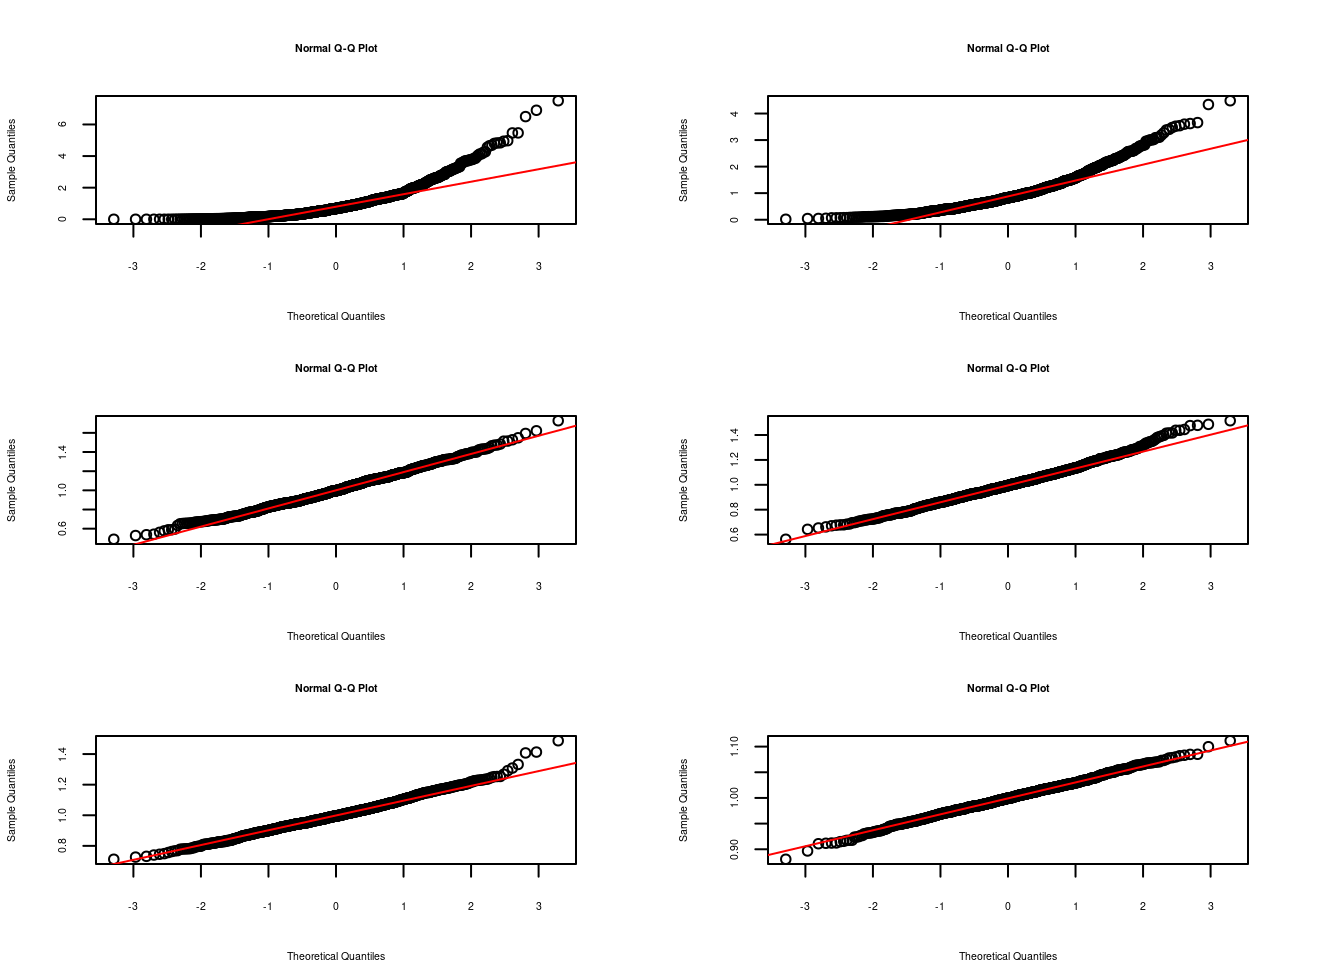 Normal Q-Q Plot
Sample Quantiles
0 2 4 6
-3 -2 -1 0 1 2 3
Theoretical Quantiles
Normal Q-Q Plot
Sample Quantiles
0 1 2 3 4
-3 -2 -1 0 1 2 3
Theoretical Quantiles
Normal Q-Q Plot
Sample Quantiles
0.6 1.0 1.4
-3 -2 -1 0 1 2 3
Theoretical Quantiles
Normal Q-Q Plot
Sample Quantiles
0.6 0.8 1.0 1.2 1.4
-3 -2 -1 0 1 2 3
Theoretical Quantiles
Normal Q-Q Plot
Sample Quantiles
0.8 1.0 1.2 1.4
-3 -2 -1 0 1 2 3
Theoretical Quantiles
Normal Q-Q Plot
Sample Quantiles
0.90 1.00 1.10
-3 -2 -1 0 1 2 3
Theoretical Quantiles